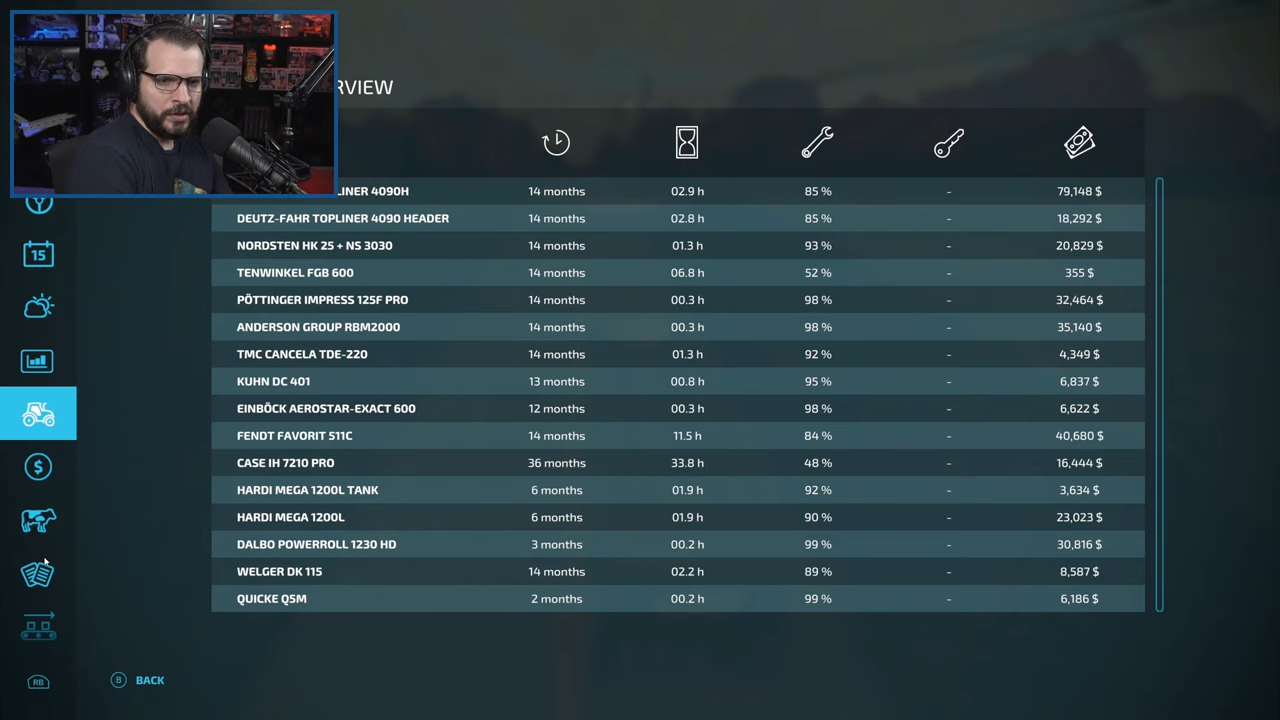 RVIEW
LINER 4090H 14 months 02.9 h 85 % - 79,148 $
DEUTZ-FAHR TOPLINER 4090 HEADER 14 months 02.8 h 85 % - 18,292 $
NORDSTEN HK 25 + NS 3030 14 months 01.3 h 93 % - 20,829 $
TENWINKEL FGB 600 14 months 06.8 h 52 % - 355 $
PÖTTINGER IMPRESS 125F PRO 14 months 00.3 h 98 % - 32,464 $
ANDERSON GROUP RBM2000 14 months 00.3 h 98 % - 35,140 $
TMC CANCELA TDE-220 14 months 01.3 h 92 % - 4,349 $
KUHN DC 401 13 months 00.8 h 95 % - 6,837 $
EINBÖCK AEROSTAR-EXACT 600 12 months 00.3 h 98 % - 6,622 $
FENDT FAVORIT 511C 14 months 11.5 h 84 % - 40,680 $
CASE IH 7210 PRO 36 months 33.8 h 48 % - 16,444 $
HARDI MEGA 1200L TANK 6 months 01.9 h 92 % - 3,634 $
HARDI MEGA 1200L 6 months 01.9 h 90 % - 23,023 $
DALBO POWERROLL 1230 HD 3 months 00.2 h 99 % - 30,816 $
WELGER DK 115 14 months 02.2 h 89 % - 8,587 $
QUICKE Q5M 2 months 00.2 h 99 % - 6,186 $
15
$
RB
B BACK